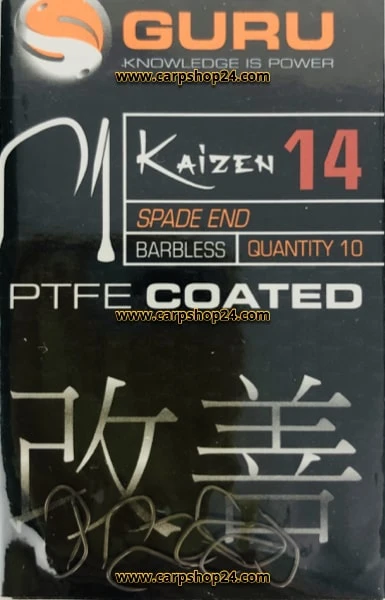 GURU
KNOWLEDGE IS POWER
www.carpshop24.com
KAIZEN 14
SPADE END
BARBLESS QUANTITY 10
PTFE COATED
www.carpshop24.com
改善
www.carpshop24.com